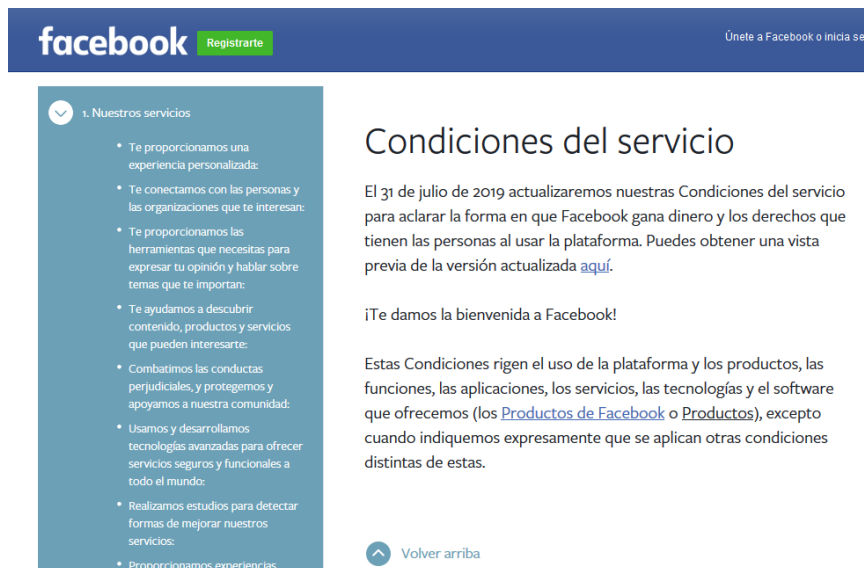 facebook
Registrarte
Únete a Facebook o inicia
1. Nuestros servicios
• Te proporcionamos una
experiencia personalizada:
• Te conectamos con las personas y
las organizaciones que te interesan:
• Te proporcionamos las
herramientas que necesitas para
expresar tu opinión y hablar sobre
temas que te importan:
• Te ayudamos a descubrir
contenido, productos y servicios
que pueden interesarte:
• Combatimos las conductas
perjudiciales, y protegemos y
apoyamos a nuestra comunidad:
• Usamos y desarrollamos
tecnologías avanzadas para ofrecer
servicios seguros y funcionales a
todo el mundo:
• Realizamos estudios para detectar
formas de mejorar nuestros
servicios:
• Proporcionamos experiencias
Condiciones del servicio
El 31 de julio de 2019 actualizaremos nuestras Condiciones del servicio
para aclarar la forma en que Facebook gana dinero y los derechos que
tienen las personas al usar la plataforma. Puedes obtener una vista
previa de la versión actualizada aquí.
¡Te damos la bienvenida a Facebook!
Estas Condiciones rigen el uso de la plataforma y los productos, las
funciones, las aplicaciones, los servicios, las tecnologías y el software
que ofrecemos (los Productos de Facebook o Productos), excepto
cuando indiquemos expresamente que se aplican otras condiciones
distintas de estas.
Volver arriba